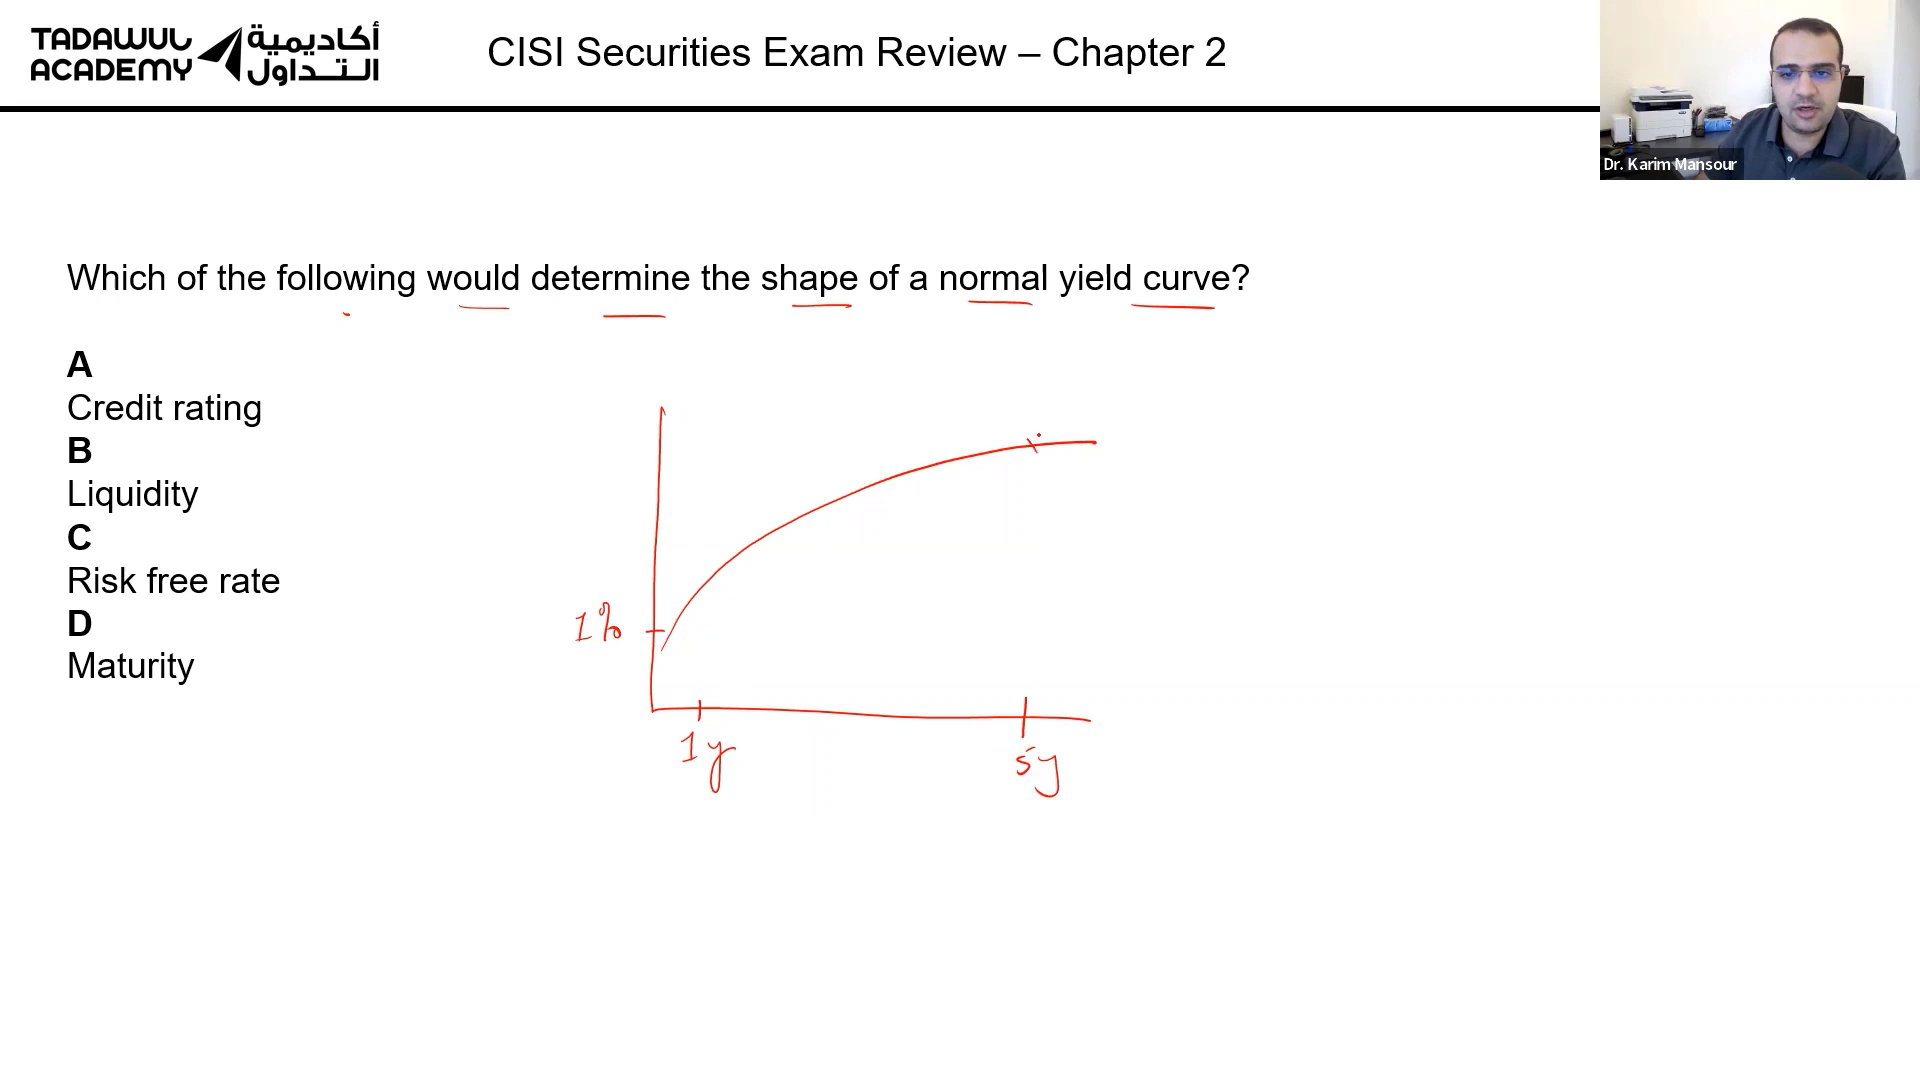 TADAWUL
ACADEMY
أكاديمية
التداول
CISI Securities Exam Review – Chapter 2
Dr. Karim Mansour
Which of the following would determine the shape of a normal yield curve?
A
Credit rating
B
Liquidity
C
Risk free rate
D
Maturity
1%
1y
5y